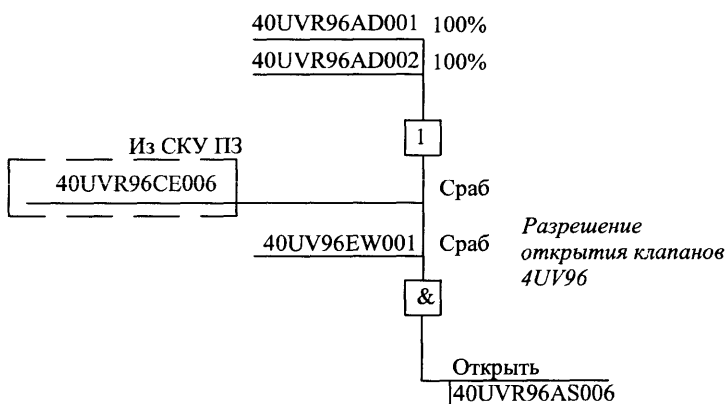 40UVR96AD001 100%
40UVR96AD002 100%
1
Из СКУ ПЗ
40UVR96CE006
Сраб
40UV96EW001 Сраб
Разрешение
открытия клапанов
4UV96
&
Открыть
40UVR96AS006